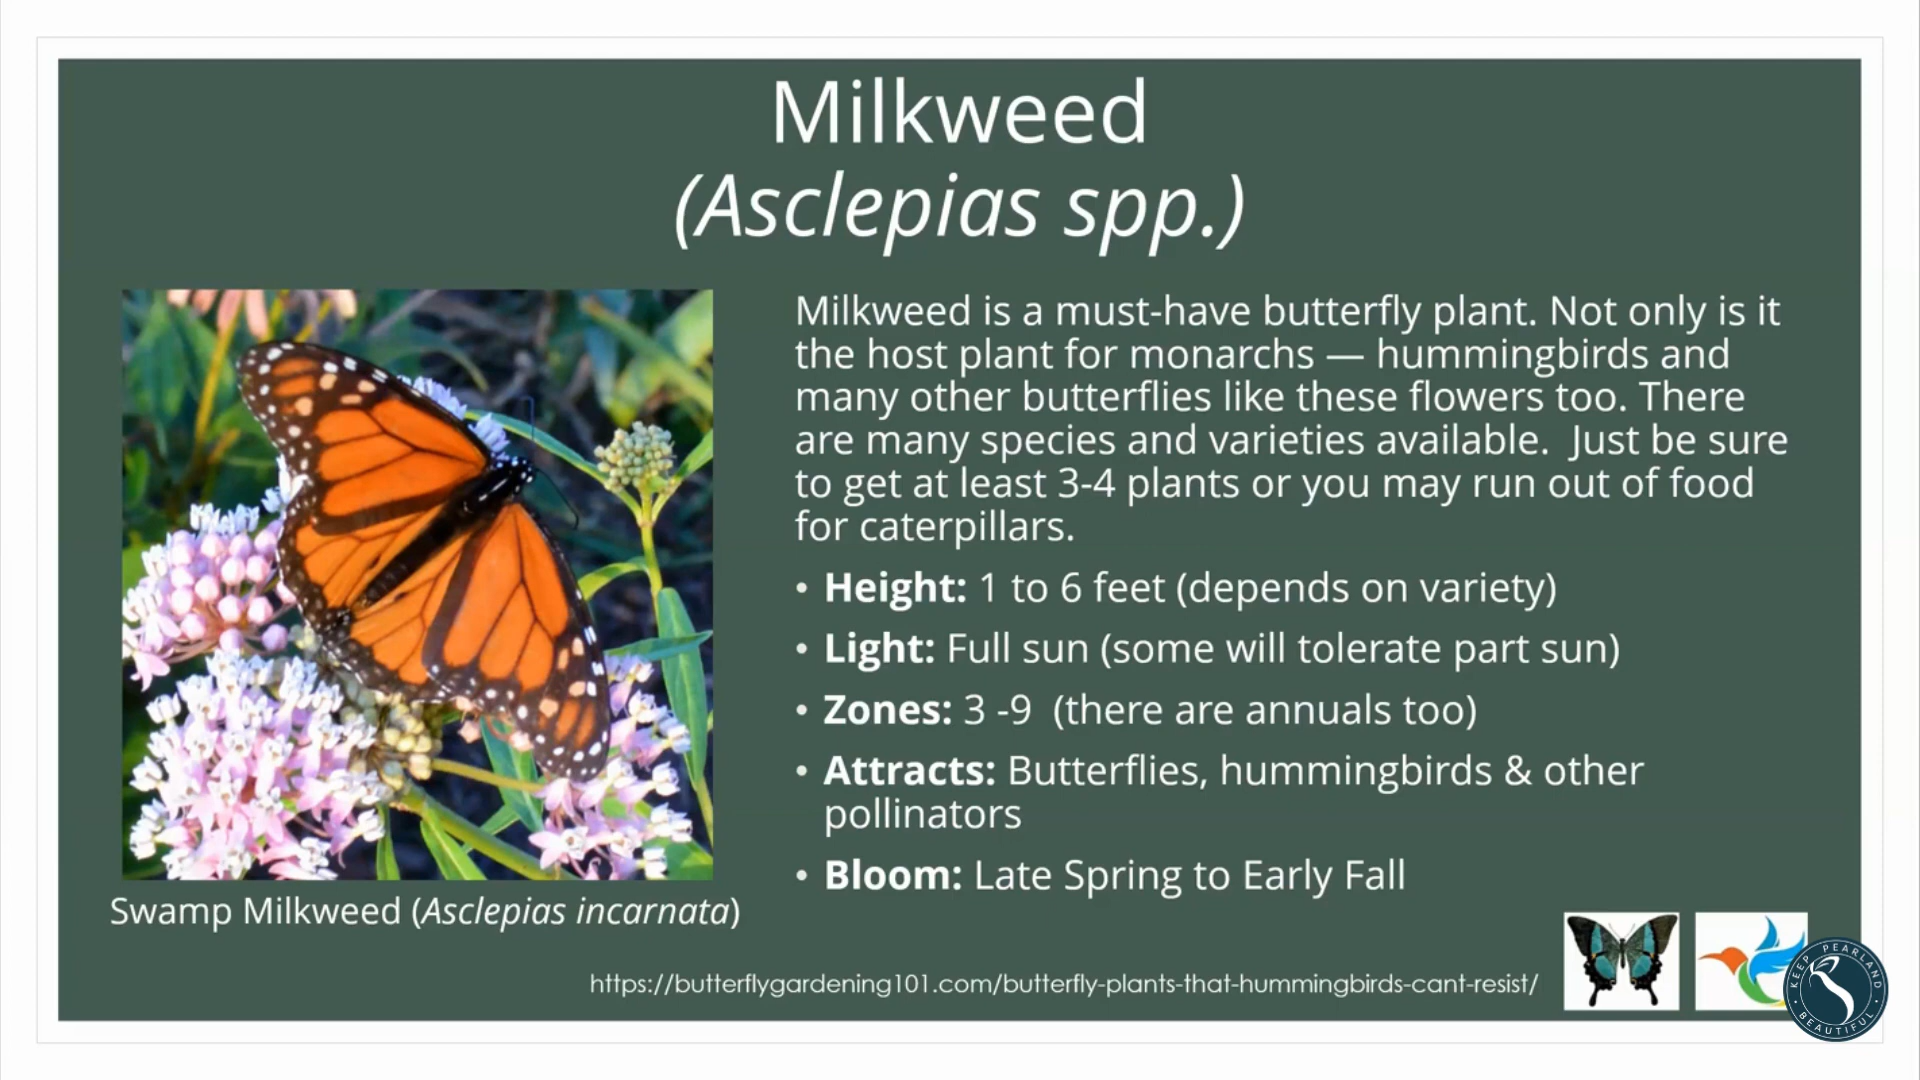 Milkweed
(Asclepias spp.)
Milkweed is a must-have butterfly plant. Not only is it
the host plant for monarchs — hummingbirds and
many other butterflies like these flowers too. There
are many species and varieties available.  Just be sure
to get at least 3-4 plants or you may run out of food
for caterpillars.
• Height: 1 to 6 feet (depends on variety)
• Light: Full sun (some will tolerate part sun)
• Zones: 3 -9  (there are annuals too)
• Attracts: Butterflies, hummingbirds & other
pollinators
• Bloom: Late Spring to Early Fall
Swamp Milkweed (Asclepias incarnata)
https://butterflygardening101.com/butterfly-plants-that-hummingbirds-cant-resist/
KEEP PEARLAND
BEAUTIFUL